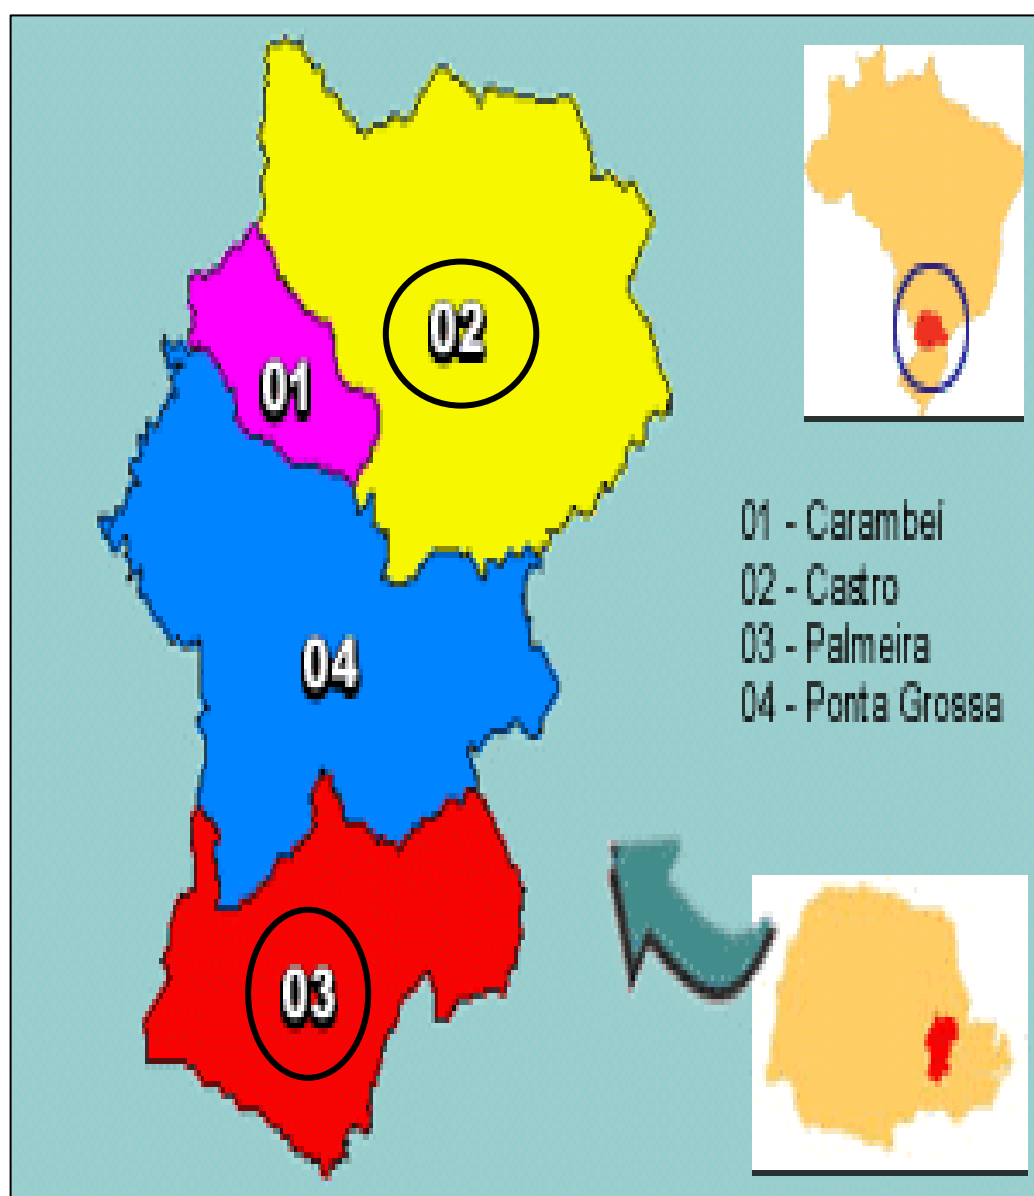 02
01
01 - Carambei
02 - Castro
03 - Palmeira
04 - Ponta Grossa
04
03